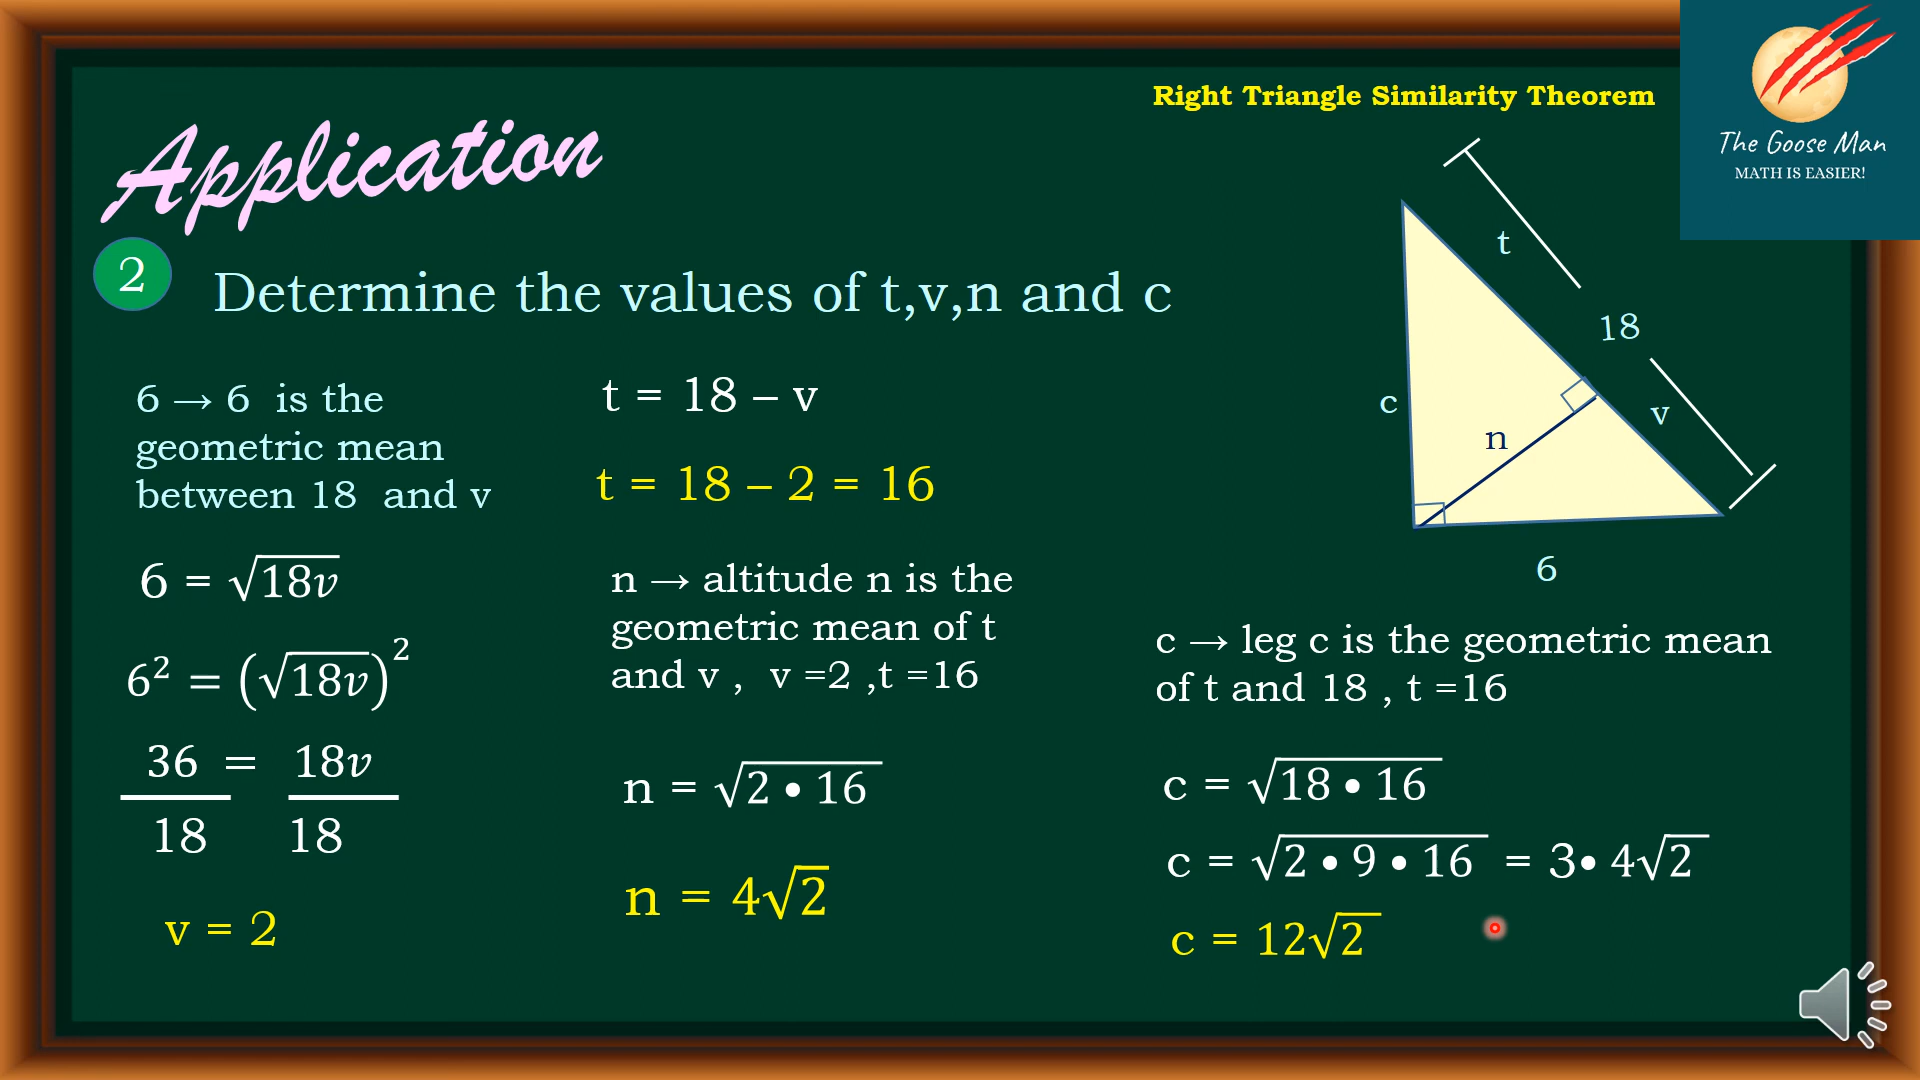 Right Triangle Similarity Theorem
The Goose Man
MATH IS EASIER!
Application
2
Determine the values of t,v,n and c
6 → 6 is the
geometric mean
between 18 and v
6 = √18v
6² = (√18v)²
36 = 18v
18 18
v = 2
t = 18 – v
t = 18 – 2 = 16
n → altitude n is the
geometric mean of t
and v , v =2 ,t =16
n = √2 • 16
n = 4√2
t
18
c
v
n
6
c → leg c is the geometric mean
of t and 18 , t =16
c = √18 • 16
c = √2 • 9 • 16 = 3• 4√2
c = 12√2